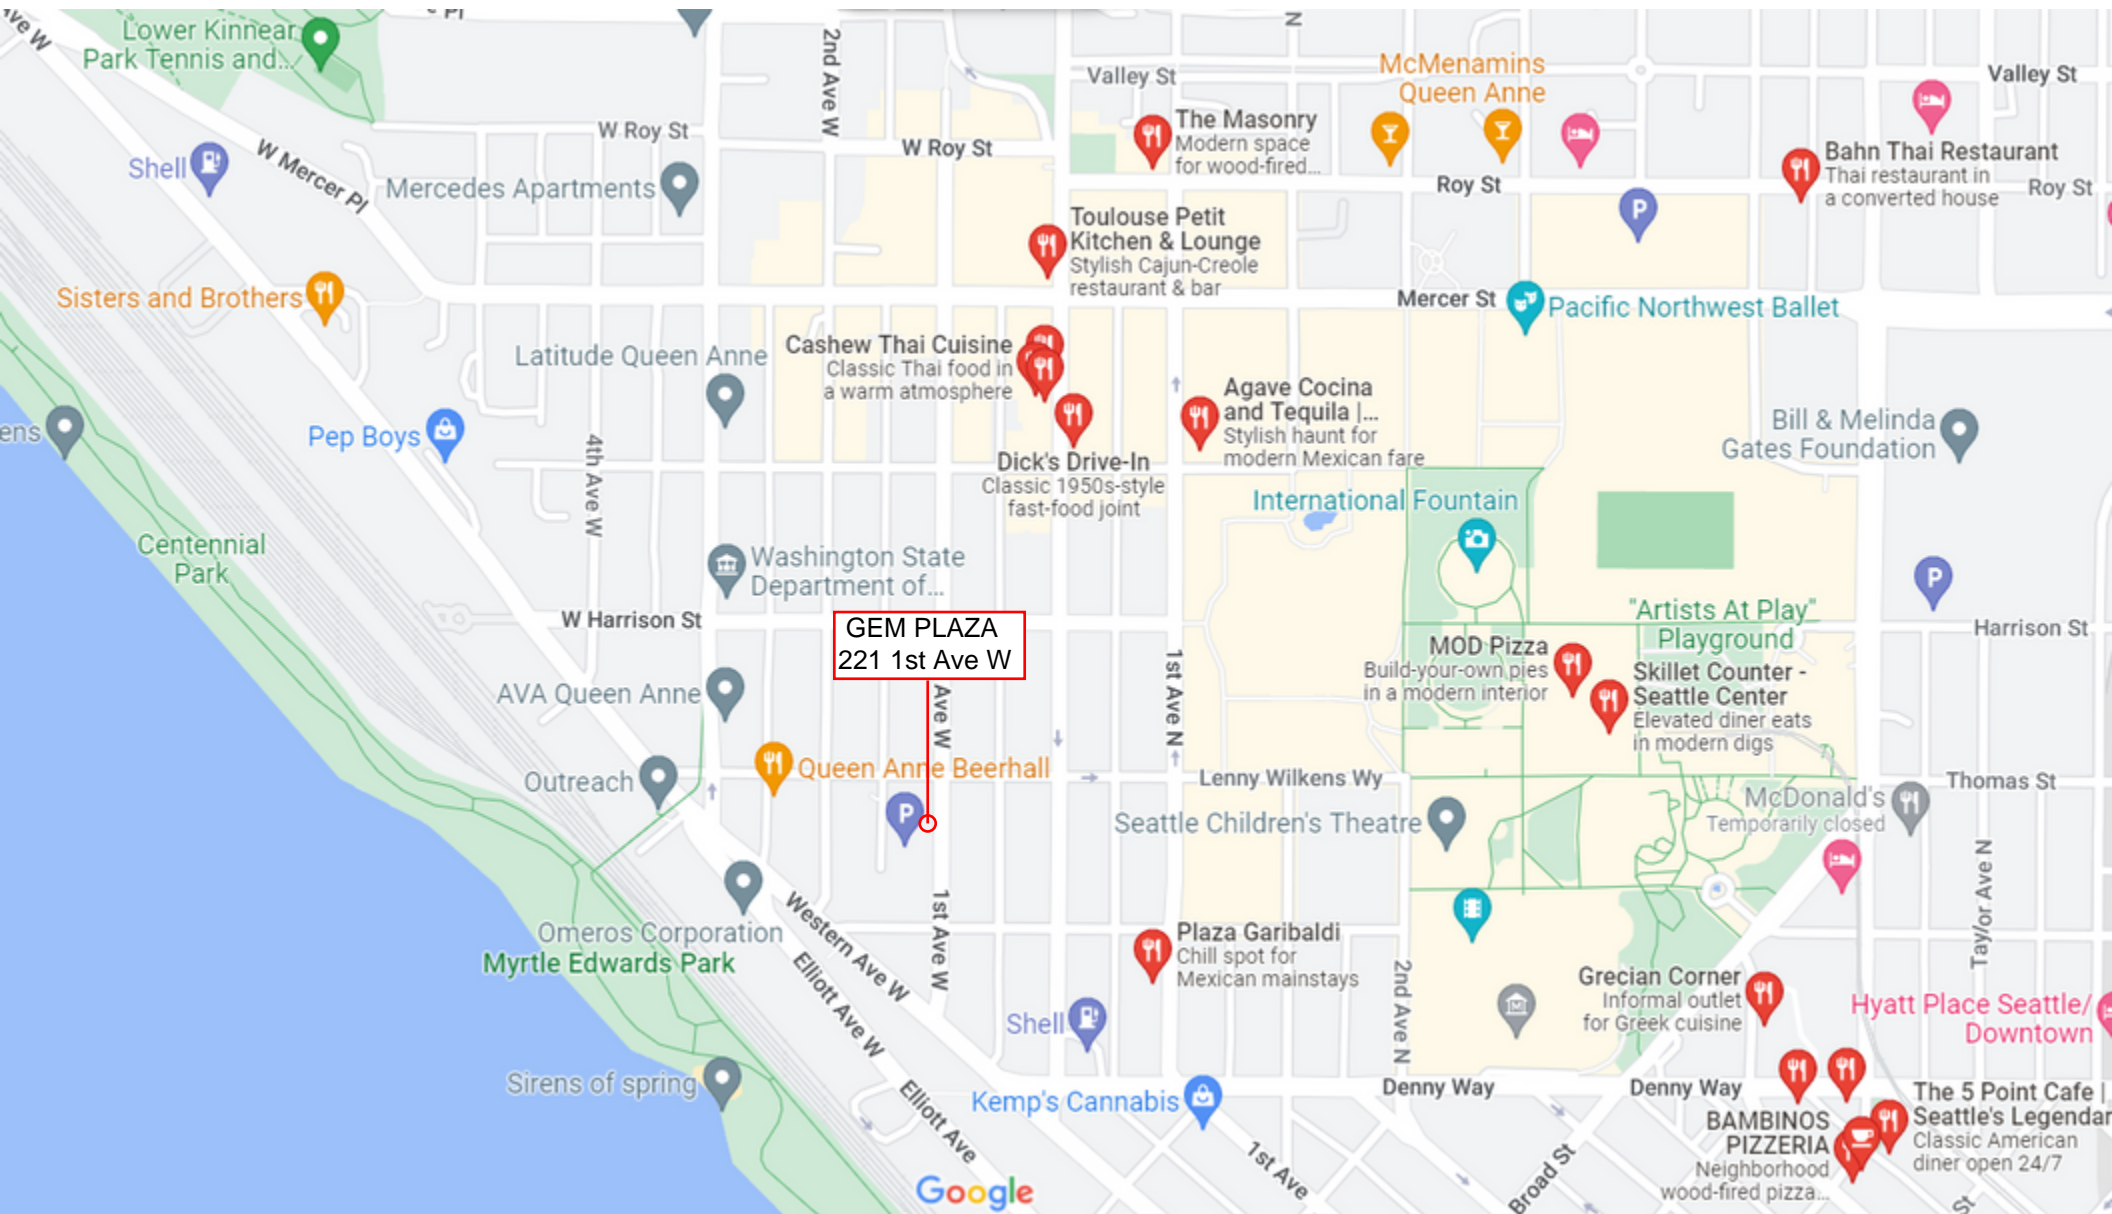 Lower Kinnear
Park Tennis and...
ve W
e Pl
2nd Ave W
N
Valley St
Valley St
McMenamins
Queen Anne
The Masonry
Modern space
for wood-fired...
W Roy St
W Roy St
Shell
W Mercer Pl
Mercedes Apartments
Roy St
Bahn Thai Restaurant
Thai restaurant in
a converted house
Roy St
P
Toulouse Petit
Kitchen & Lounge
Stylish Cajun-Creole
restaurant & bar
Sisters and Brothers
Mercer St
Pacific Northwest Ballet
Latitude Queen Anne
Cashew Thai Cuisine
Classic Thai food in
a warm atmosphere
Agave Cocina
and Tequila |...
Stylish haunt for
modern Mexican fare
ens
Pep Boys
4th Ave W
Dick's Drive-In
Classic 1950s-style
fast-food joint
Bill & Melinda
Gates Foundation
International Fountain
Centennial
Park
Washington State
Department of...
P
W Harrison St
GEM PLAZA
221 1st Ave W
"Artists At Play"
Playground
Harrison St
MOD Pizza
Build-your-own pies
in a modern interior
Skillet Counter -
Seattle Center
Elevated diner eats
in modern digs
AVA Queen Anne
Ave W
1st Ave N
Outreach
Queen Anne Beerhall
Lenny Wilkens Wy
Thomas St
P
Seattle Children's Theatre
McDonald's
Temporarily closed
Taylor Ave N
1st Ave W
Western Ave W
Omeros Corporation
Myrtle Edwards Park
Elliott Ave W
Plaza Garibaldi
Chill spot for
Mexican mainstays
2nd Ave N
Grecian Corner
Informal outlet
for Greek cuisine
Hyatt Place Seattle/
Downtown
Shell
Sirens of spring
Elliott Ave
Kemp's Cannabis
Denny Way
Denny Way
BAMBINOS
PIZZERIA
Neighborhood
wood-fired pizza...
The 5 Point Cafe |
Seattle's Legendar
Classic American
diner open 24/7
1st Ave
Broad St
St
Google